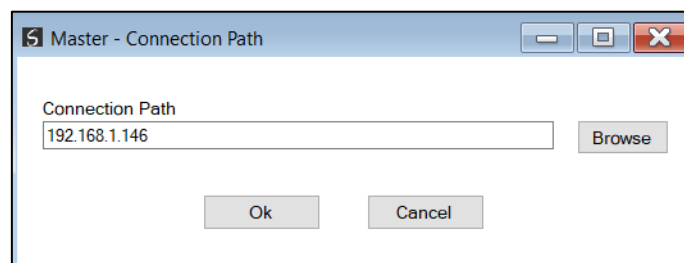 Master - Connection Path
Connection Path
192.168.1.146
Browse
Ok
Cancel